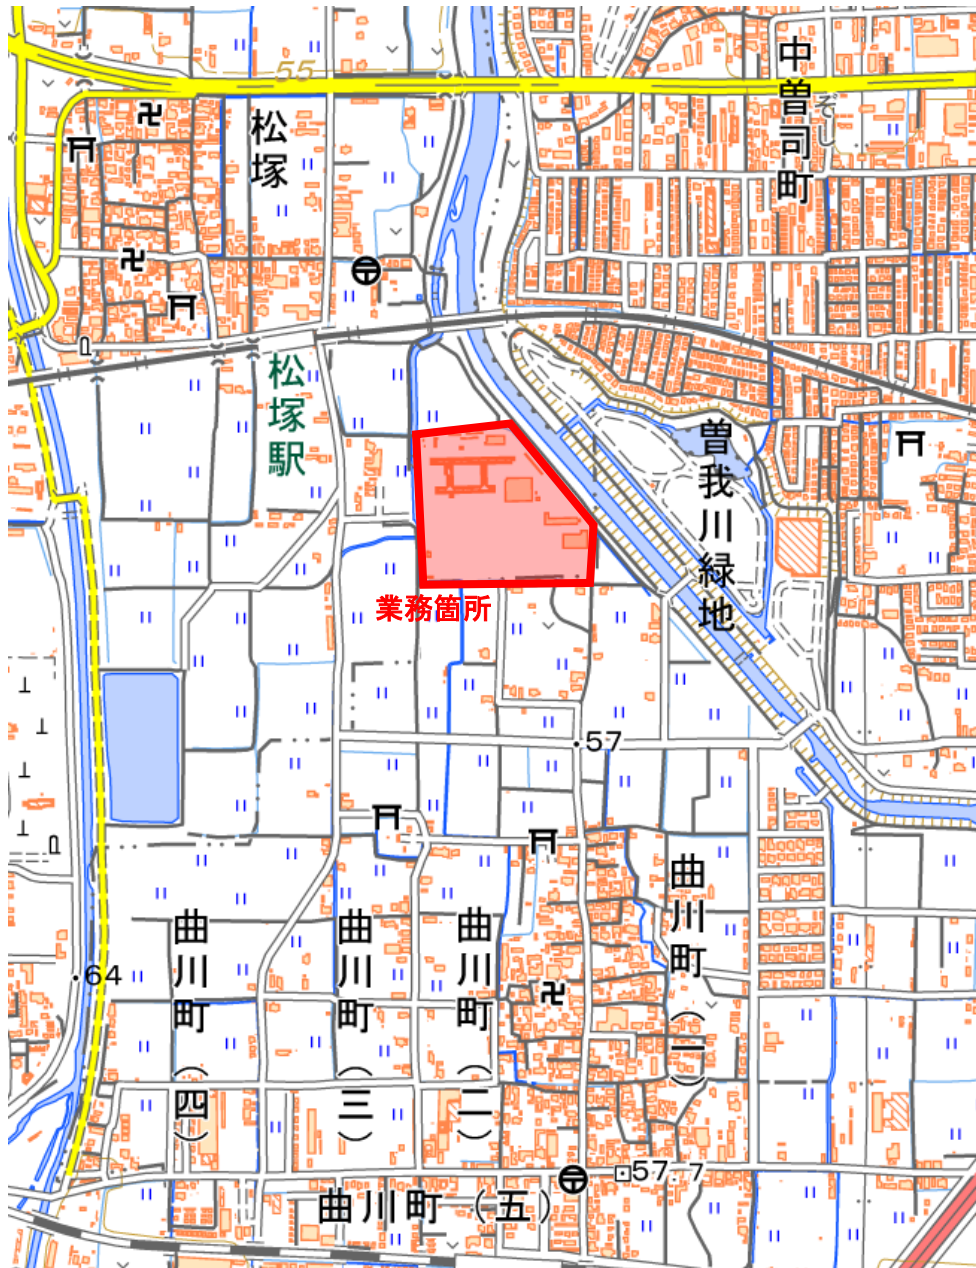 55
中曽司町
ぞし
松塚
松塚駅
曽我川緑地
業務箇所
57
曲川町(一)
曲川町(二)
曲川町(三)
曲川町(四)
64
57.7
曲川町(五)